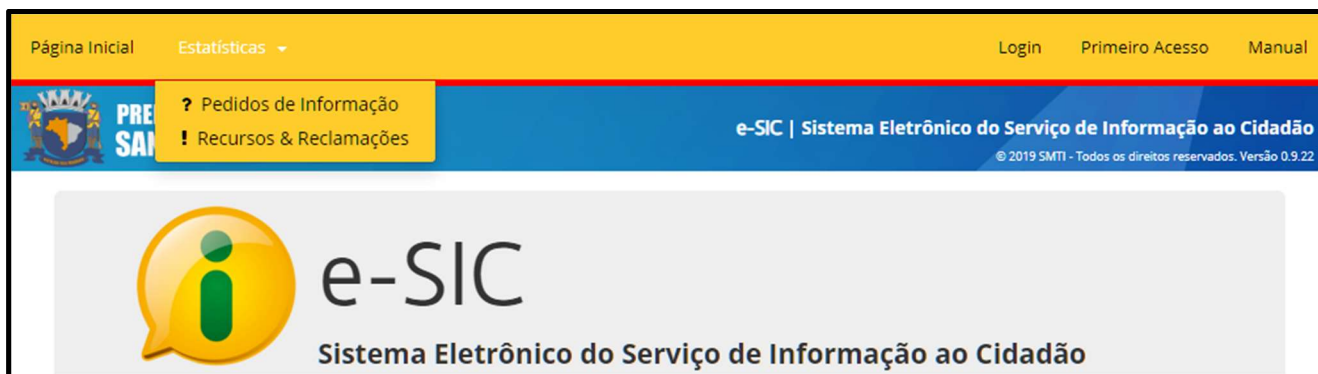 Página Inicial Estatísticas Login Primeiro Acesso Manual
? Pedidos de Informação
! Recursos & Reclamações
PRE
SAN
e-SIC | Sistema Eletrônico do Serviço de Informação ao Cidadão
© 2019 SMTI - Todos os direitos reservados. Versão 0.9.22
e-SIC
Sistema Eletrônico do Serviço de Informação ao Cidadão